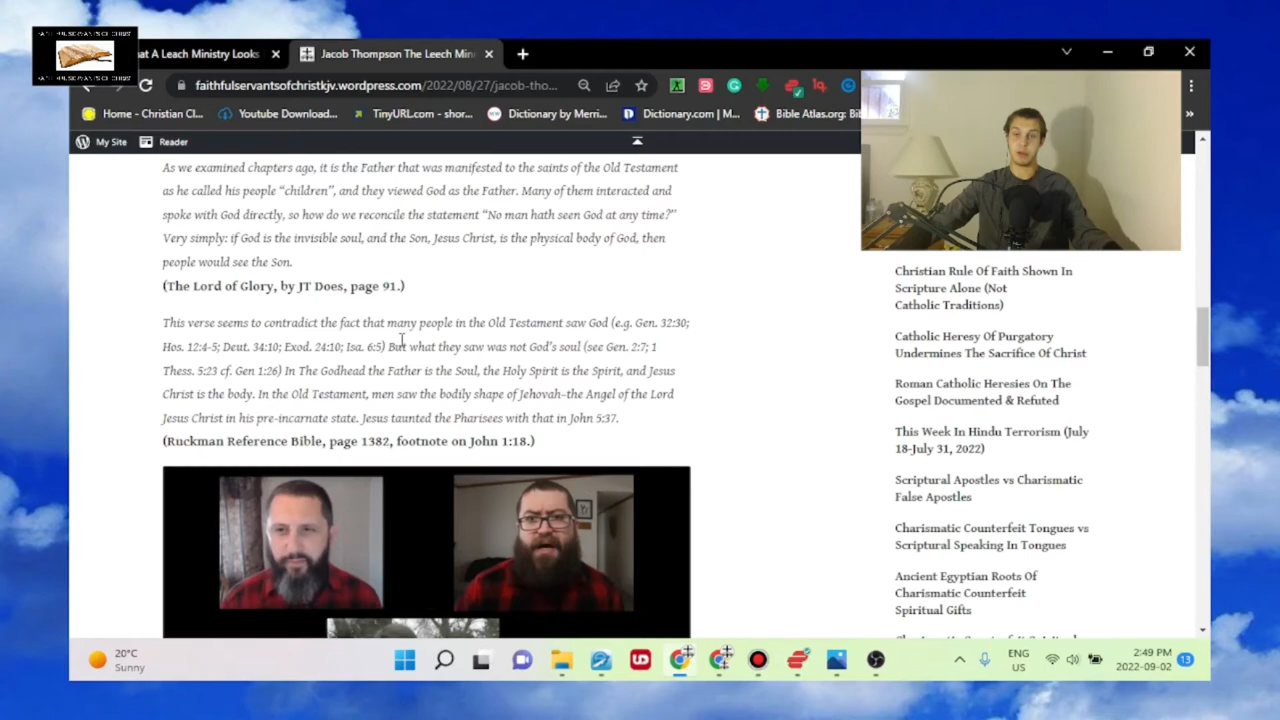 FAITHFUL SERVANTS OF CHRIST
at A Leach Ministry Looks
Jacob Thompson The Leech Min
faithfulservantsofchristkjv.wordpress.com/2022/08/27/jacob-tho...
Home - Christian Cl...
Youtube Download...
TinyURL.com - shor...
Dictionary by Merri...
Dictionary.com | M...
Bible Atlas.org: Bib
My Site
Reader
As we examined chapters ago, it is the Father that was manifested to the saints of the Old Testament
as he called his people “children”, and they viewed God as the Father. Many of them interacted and
spoke with God directly, so how do we reconcile the statement “No man hath seen God at any time?”
Very simply: if God is the invisible soul, and the Son, Jesus Christ, is the physical body of God, then
people would see the Son.
(The Lord of Glory, by JT Does, page 91.)
This verse seems to contradict the fact that many people in the Old Testament saw God (e.g. Gen. 32:30;
Hos. 12:4-5; Deut. 34:10; Exod. 24:10; Isa. 6:5) But what they saw was not God’s soul (see Gen. 2:7; 1
Thess. 5:23 cf. Gen 1:26) In The Godhead the Father is the Soul, the Holy Spirit is the Spirit, and Jesus
Christ is the body. In the Old Testament, men saw the bodily shape of Jehovah–the Angel of the Lord
Jesus Christ in his pre-incarnate state. Jesus taunted the Pharisees with that in John 5:37.
(Ruckman Reference Bible, page 1382, footnote on John 1:18.)
Christian Rule Of Faith Shown In
Scripture Alone (Not
Catholic Traditions)
Catholic Heresy Of Purgatory
Undermines The Sacrifice Of Christ
Roman Catholic Heresies On The
Gospel Documented & Refuted
This Week In Hindu Terrorism (July
18-July 31, 2022)
Scriptural Apostles vs Charismatic
False Apostles
Charismatic Counterfeit Tongues vs
Scriptural Speaking In Tongues
Ancient Egyptian Roots Of
Charismatic Counterfeit
Spiritual Gifts
20°C
Sunny
ENG
US
2:49 PM
2022-09-02
13